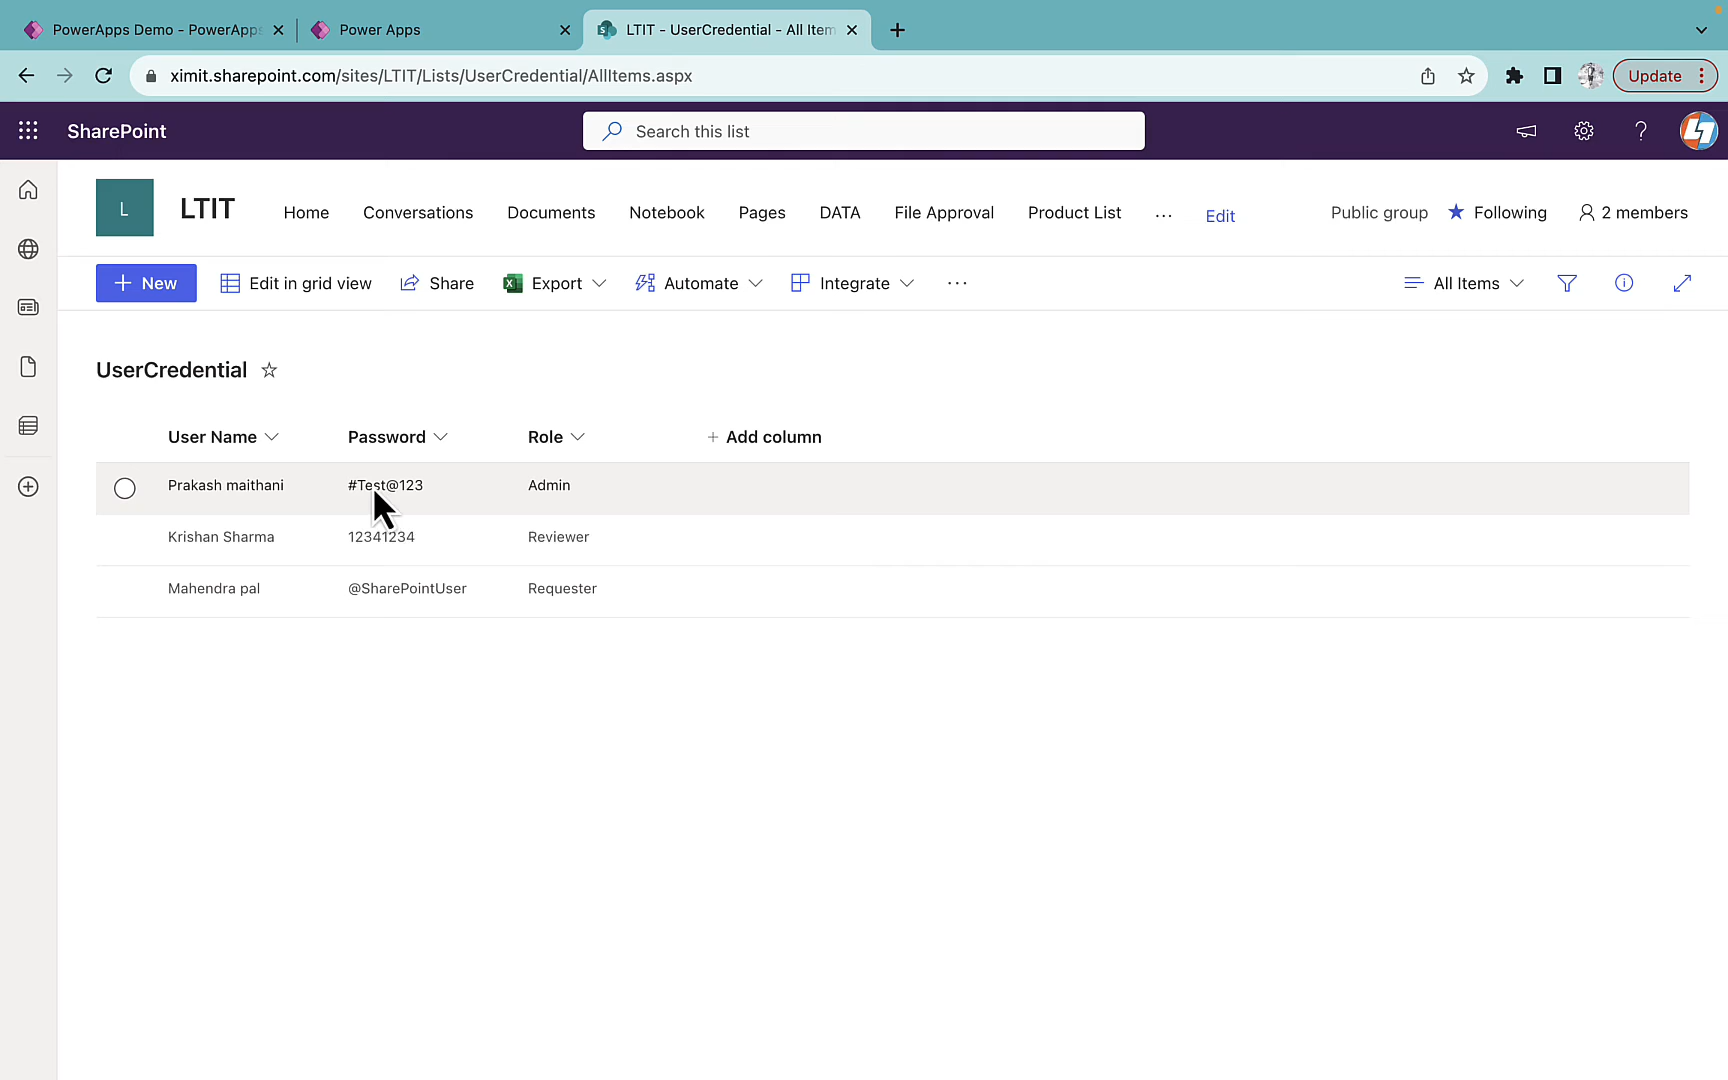 PowerApps Demo - PowerApps
Power Apps
LTIT - UserCredential - All Item
ximit.sharepoint.com/sites/LTIT/Lists/UserCredential/AllItems.aspx
Update
SharePoint
Search this list
L
LTIT
Home
Conversations
Documents
Notebook
Pages
DATA
File Approval
Product List
...
Edit
Public group
Following
2 members
New
Edit in grid view
Share
Export
Automate
Integrate
...
All Items
UserCredential
User Name Password Role + Add column
Prakash maithani #Test@123 Admin
Krishan Sharma 12341234 Reviewer
Mahendra pal @SharePointUser Requester